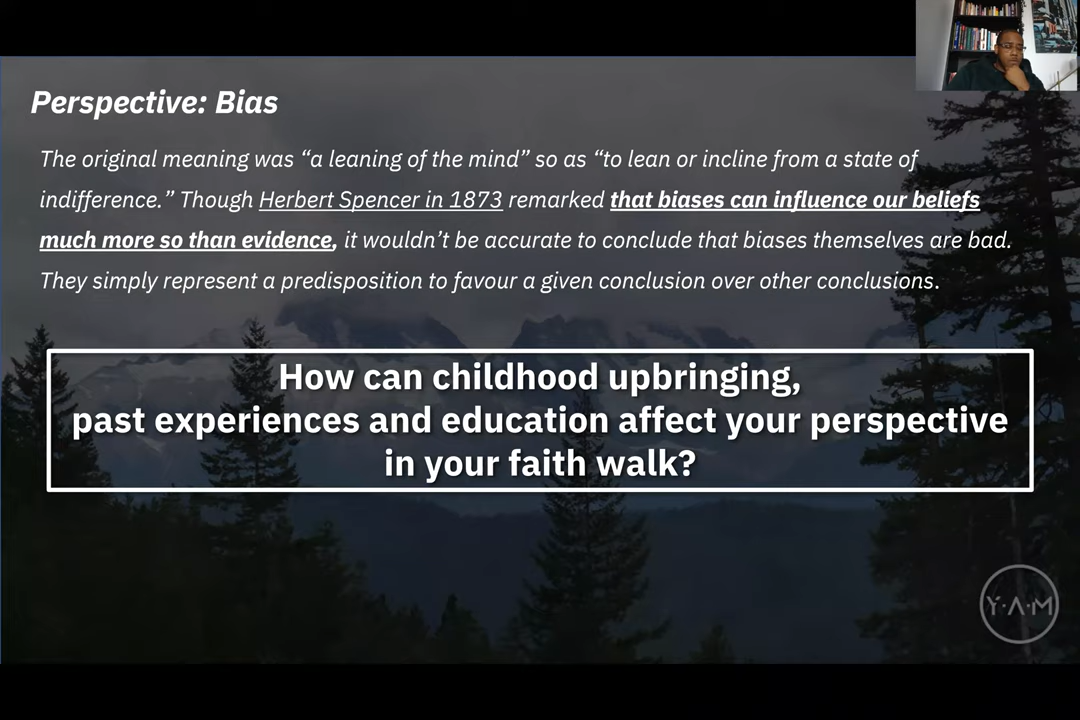 Perspective: Bias
The original meaning was “a leaning of the mind” so as “to lean or incline from a state of
indifference.” Though Herbert Spencer in 1873 remarked that biases can influence our beliefs
much more so than evidence, it wouldn’t be accurate to conclude that biases themselves are bad.
They simply represent a predisposition to favour a given conclusion over other conclusions.
How can childhood upbringing,
past experiences and education affect your perspective
in your faith walk?
Y·A·M